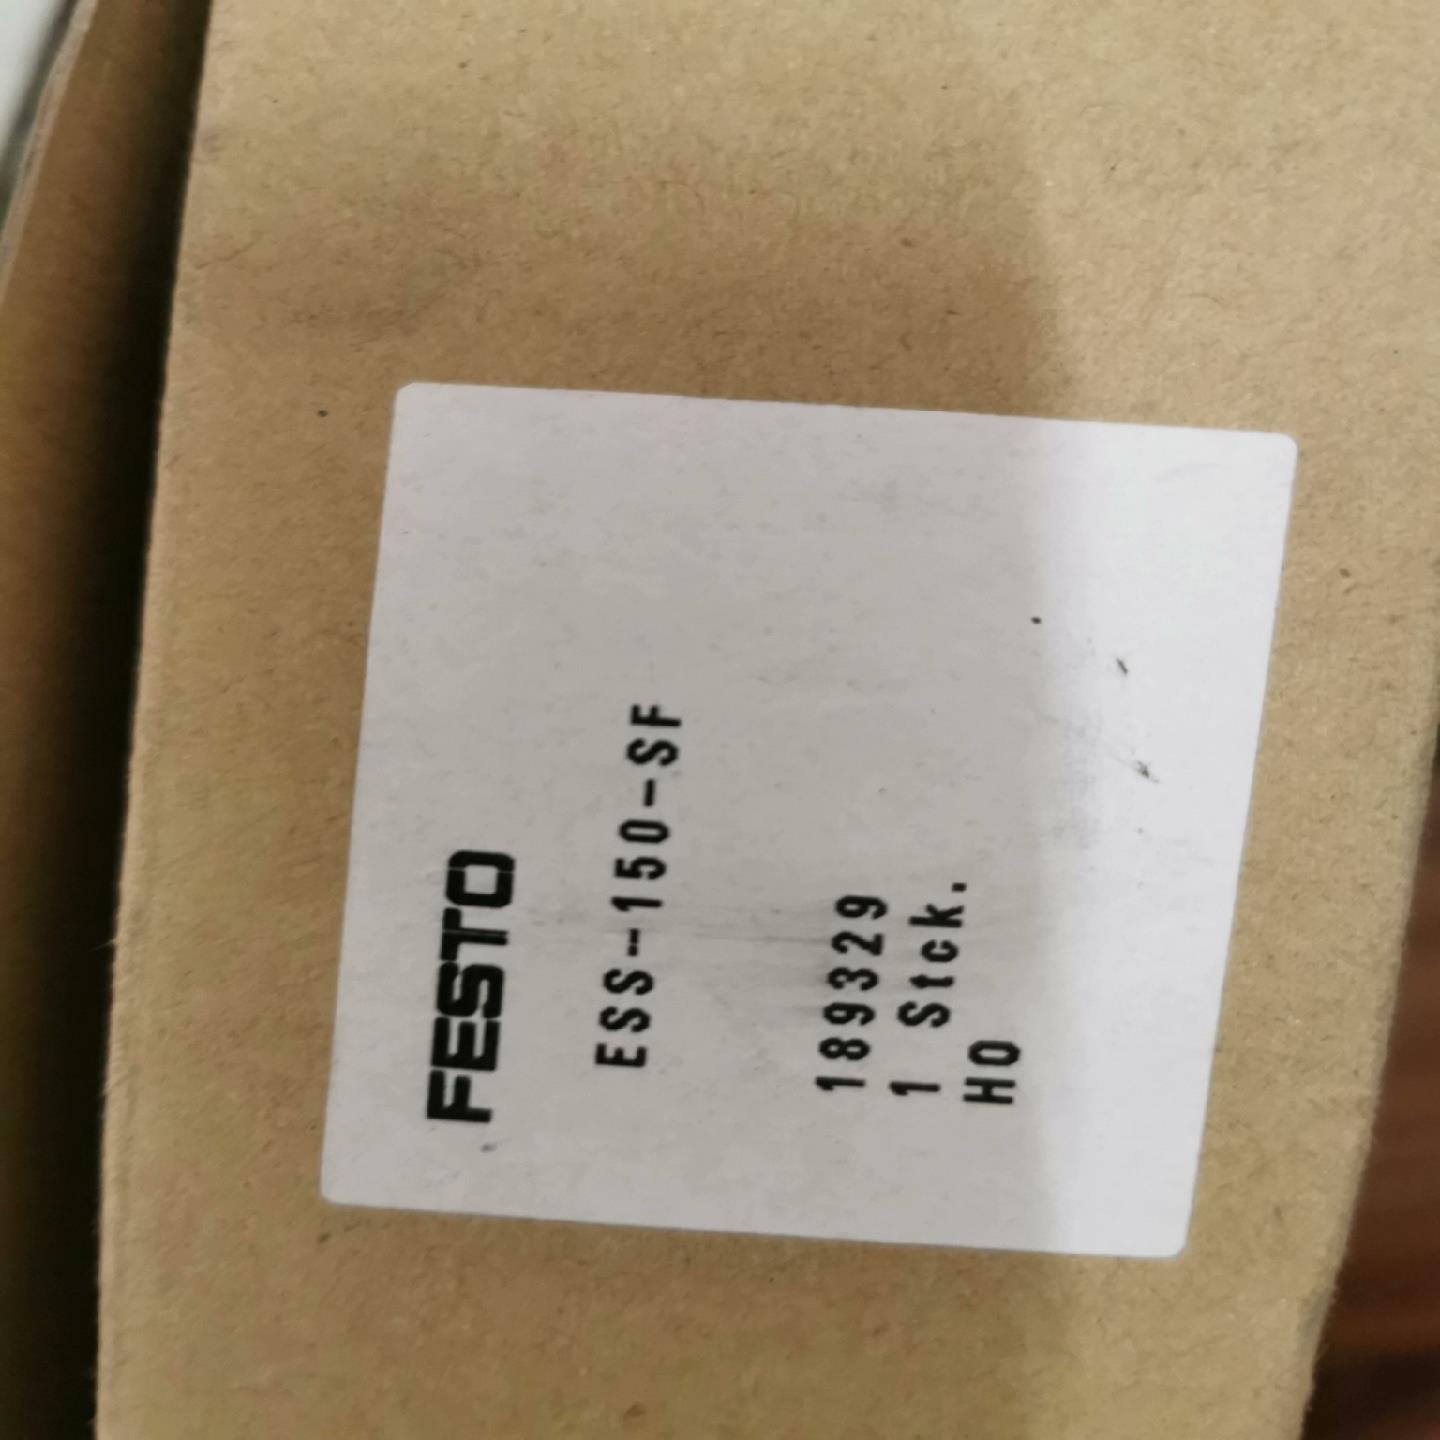 FESTO
ESS-150-SF
189329
1 Stck.
HO